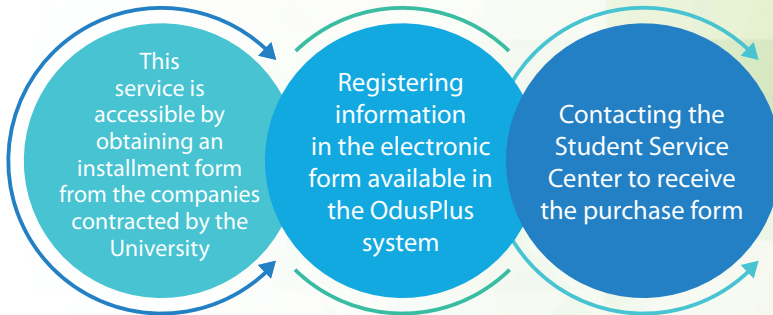 This
service is
accessible by
obtaining an
installment form
from the companies
contracted by the
University
Registering
information
in the electronic
form available in
the OdusPlus
system
Contacting the
Student Service
Center to receive
the purchase form